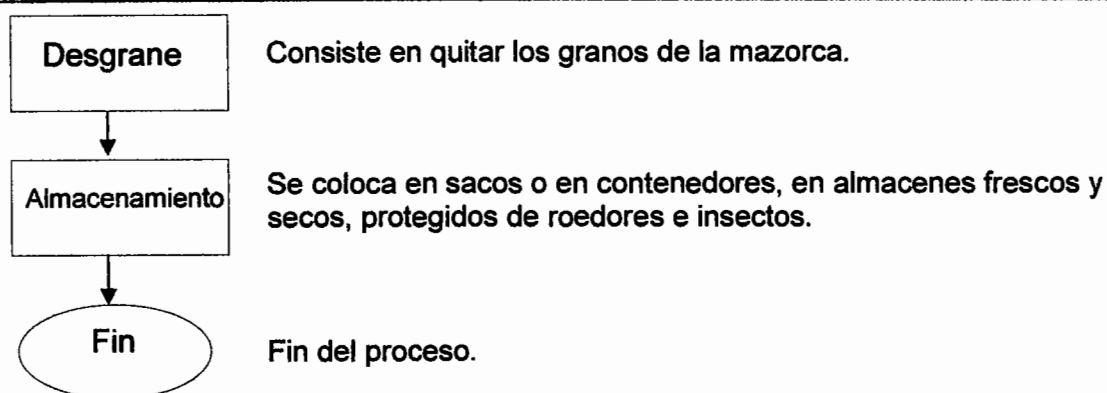 Desgrane
Consiste en quitar los granos de la mazorca.
Almacenamiento
Se coloca en sacos o en contenedores, en almacenes frescos y
secos, protegidos de roedores e insectos.
Fin
Fin del proceso.